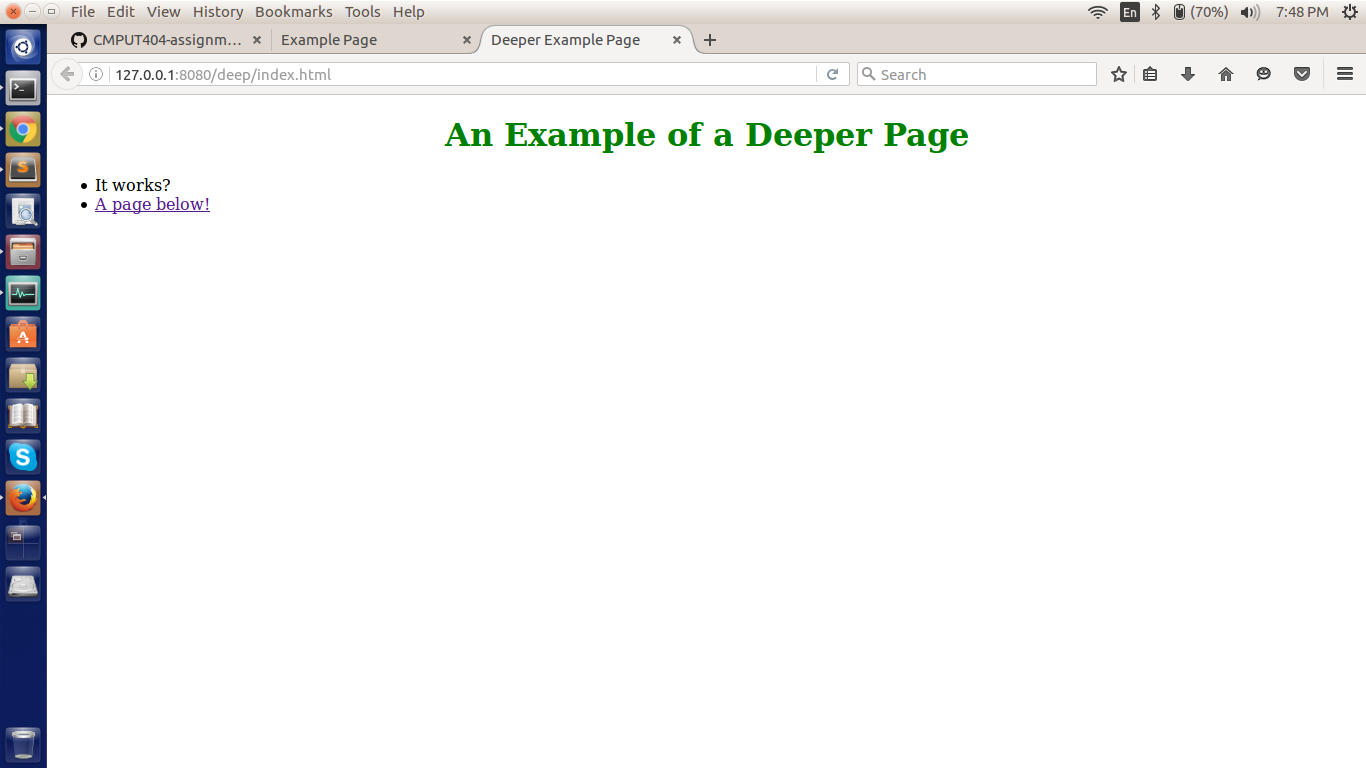 File Edit View History Bookmarks Tools Help
En (70%) 7:48 PM
CMPUT404-assignm... Example Page Deeper Example Page
127.0.0.1:8080/deep/index.html Search
An Example of a Deeper Page
It works?
A page below!